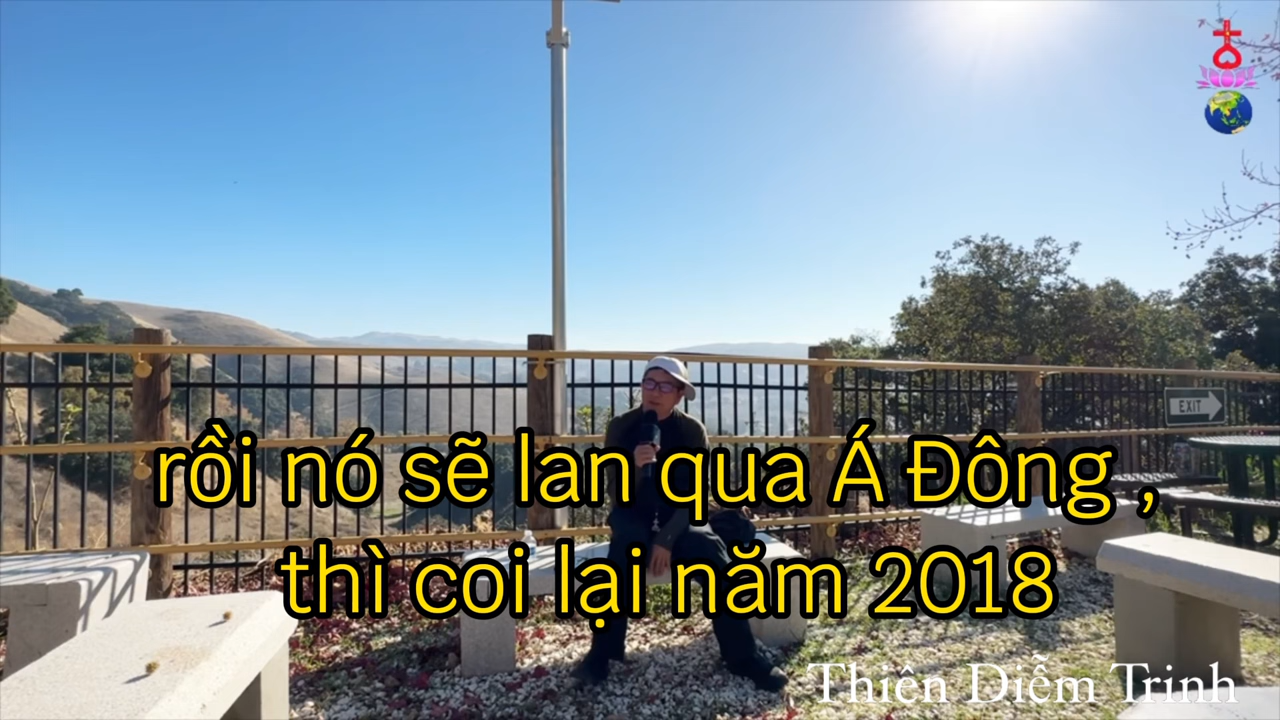 EXIT
rồi nó sẽ lan qua Á Đông ,
thì coi lại năm 2018
Thiên Diễm Trinh